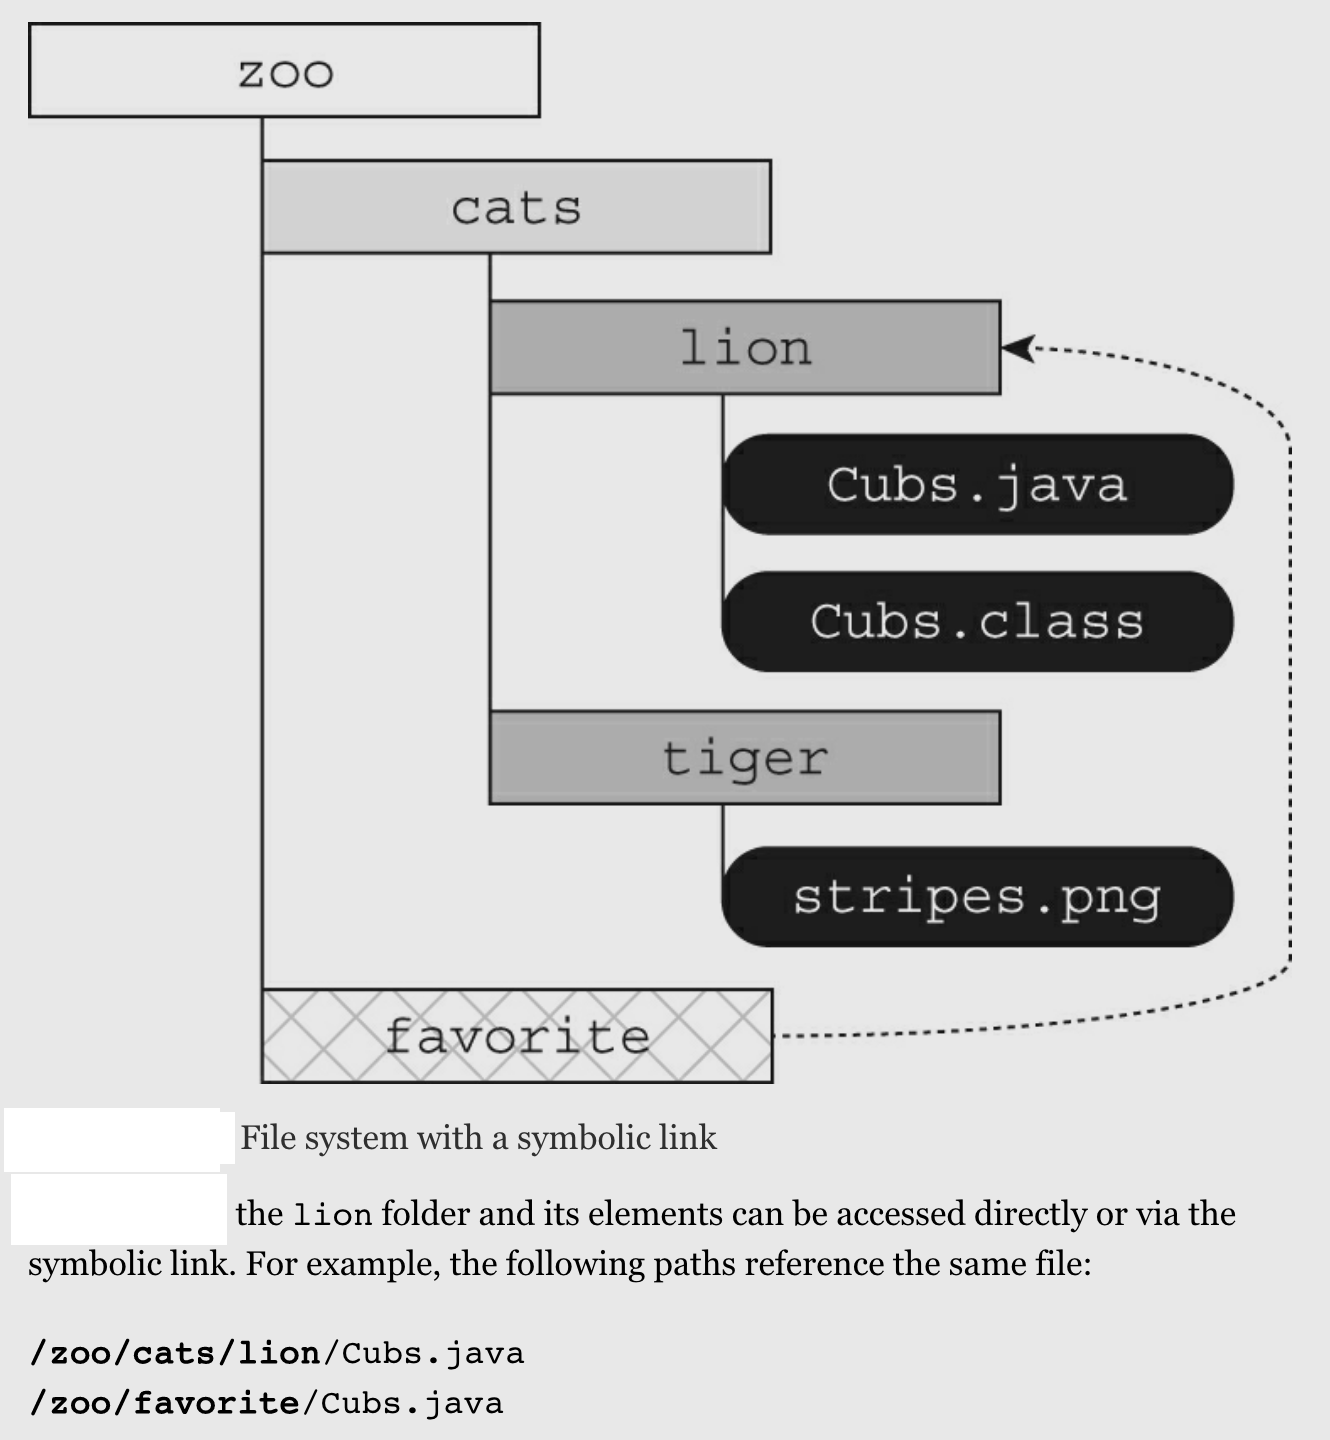 zoo
cats
lion
Cubs.java
Cubs.class
tiger
stripes.png
favorite
File system with a symbolic link
the lion folder and its elements can be accessed directly or via the
symbolic link. For example, the following paths reference the same file:
/zoo/cats/lion/Cubs.java
/zoo/favorite/Cubs.java